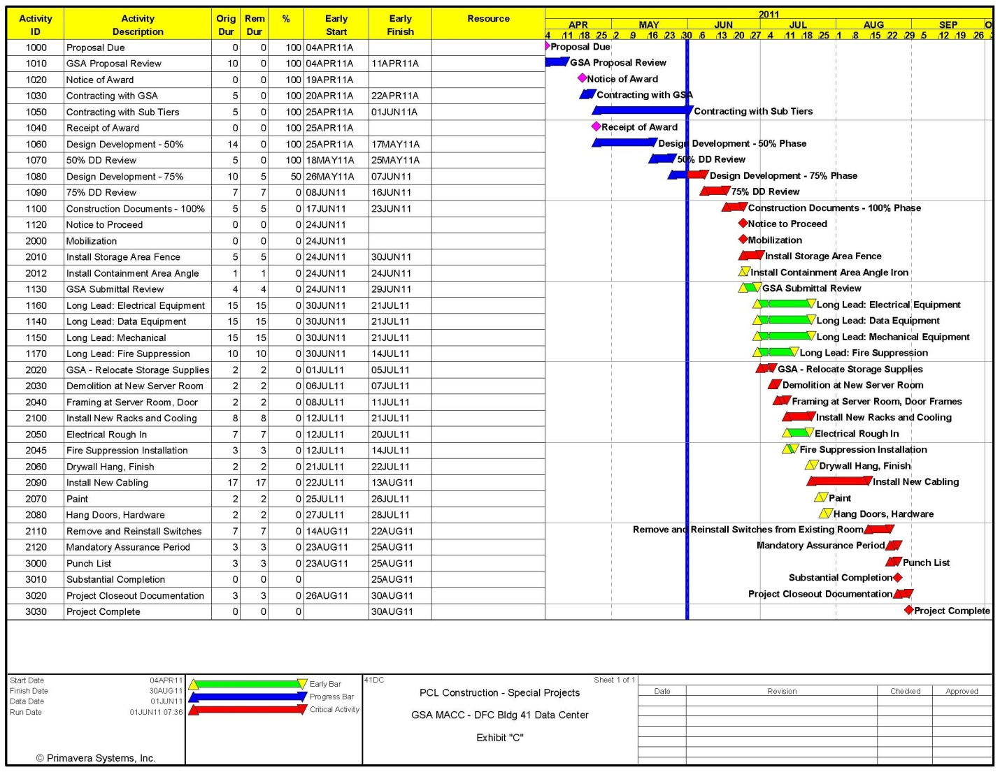 Activity Activity Orig Rem % Early Early Resource 2011
ID Description Dur Dur Start Finish APR MAY JUN JUL AUG SEP O
4 11 18 25 2 9 16 23 30 6 13 20 27 4 11 18 25 1 8 15 22 29 5 12 19 26
1000 Proposal Due 0 0 100 04APR11A Proposal Due
1010 GSA Proposal Review 10 0 100 04APR11A 11APR11A GSA Proposal Review
1020 Notice of Award 0 0 100 19APR11A Notice of Award
1030 Contracting with GSA 5 0 100 20APR11A 22APR11A Contracting with GSA
1050 Contracting with Sub Tiers 5 0 100 25APR11A 01JUN11A Contracting with Sub Tiers
1040 Receipt of Award 0 0 100 25APR11A Receipt of Award
1060 Design Development - 50% 14 0 100 25APR11A 17MAY11A Design Development - 50% Phase
1070 50% DD Review 5 0 100 18MAY11A 25MAY11A 50% DD Review
1080 Design Development - 75% 10 5 50 26MAY11A 07JUN11 Design Development - 75% Phase
1090 75% DD Review 7 7 0 08JUN11 16JUN11 75% DD Review
1100 Construction Documents - 100% 5 5 0 17JUN11 23JUN11 Construction Documents - 100% Phase
1120 Notice to Proceed 0 0 0 24JUN11 Notice to Proceed
2000 Mobilization 0 0 0 24JUN11 Mobilization
2010 Install Storage Area Fence 5 5 0 24JUN11 30JUN11 Install Storage Area Fence
2012 Install Containment Area Angle 1 1 0 24JUN11 24JUN11 Install Containment Area Angle Iron
1130 GSA Submittal Review 4 4 0 24JUN11 29JUN11 GSA Submittal Review
1160 Long Lead: Electrical Equipment 15 15 0 30JUN11 21JUL11 Long Lead: Electrical Equipment
1140 Long Lead: Data Equipment 15 15 0 30JUN11 21JUL11 Long Lead: Data Equipment
1150 Long Lead: Mechanical 15 15 0 30JUN11 21JUL11 Long Lead: Mechanical Equipment
1170 Long Lead: Fire Suppression 10 10 0 30JUN11 14JUL11 Long Lead: Fire Suppression
2020 GSA - Relocate Storage Supplies 2 2 0 01JUL11 05JUL11 GSA - Relocate Storage Supplies
2030 Demolition at New Server Room 2 2 0 06JUL11 07JUL11 Demolition at New Server Room
2040 Framing at Server Room, Door 2 2 0 08JUL11 11JUL11 Framing at Server Room, Door Frames
2100 Install New Racks and Cooling 8 8 0 12JUL11 21JUL11 Install New Racks and Cooling
2050 Electrical Rough In 7 7 0 12JUL11 20JUL11 Electrical Rough In
2045 Fire Suppression Installation 3 3 0 12JUL11 14JUL11 Fire Suppression Installation
2060 Drywall Hang, Finish 2 2 0 21JUL11 22JUL11 Drywall Hang, Finish
2090 Install New Cabling 17 17 0 22JUL11 13AUG11 Install New Cabling
2070 Paint 2 2 0 25JUL11 26JUL11 Paint
2080 Hang Doors, Hardware 2 2 0 27JUL11 28JUL11 Hang Doors, Hardware
2110 Remove and Reinstall Switches 7 7 0 14AUG11 22AUG11 Remove and Reinstall Switches from Existing Room
2120 Mandatory Assurance Period 3 3 0 23AUG11 25AUG11 Mandatory Assurance Period
3000 Punch List 3 3 0 23AUG11 25AUG11 Punch List
3010 Substantial Completion 0 0 0 25AUG11 Substantial Completion
3020 Project Closeout Documentation 3 3 0 26AUG11 30AUG11 Project Closeout Documentation
3030 Project Complete 0 0 0 30AUG11 Project Complete
Start Date 04APR11
Finish Date 30AUG11
Data Date 01JUN11
Run Date 01JUN11 07:36
© Primavera Systems, Inc.
Early Bar
Progress Bar
Critical Activity
41DC Sheet 1 of 1
PCL Construction - Special Projects
GSA MACC - DFC Bldg 41 Data Center
Exhibit "C"
Date Revision Checked Approved